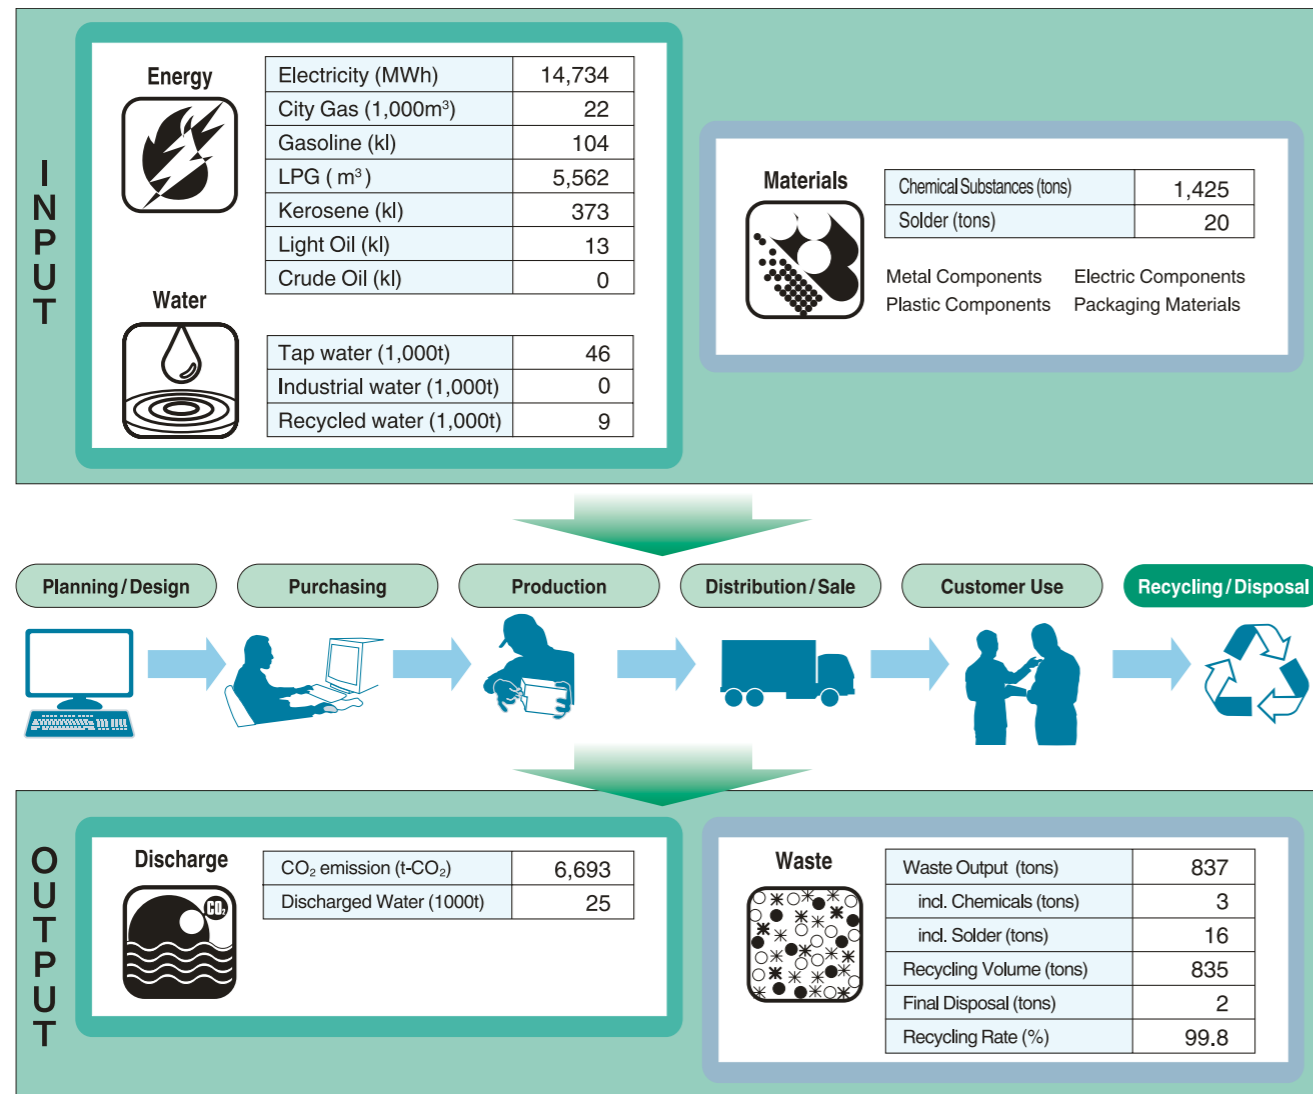 INPUT
Energy
Electricity (MWh) 14,734
City Gas (1,000m³) 22
Gasoline (kl) 104
LPG ( m³ ) 5,562
Kerosene (kl) 373
Light Oil (kl) 13
Crude Oil (kl) 0
Water
Tap water (1,000t) 46
Industrial water (1,000t) 0
Recycled water (1,000t) 9
Materials
Chemical Substances (tons) 1,425
Solder (tons) 20
Metal Components Electric Components
Plastic Components Packaging Materials
Planning/Design Purchasing Production Distribution/Sale Customer Use Recycling/Disposal
OUTPUT
Discharge
CO₂
CO₂ emission (t-CO₂) 6,693
Discharged Water (1000t) 25
Waste
Waste Output (tons) 837
incl. Chemicals (tons) 3
incl. Solder (tons) 16
Recycling Volume (tons) 835
Final Disposal (tons) 2
Recycling Rate (%) 99.8